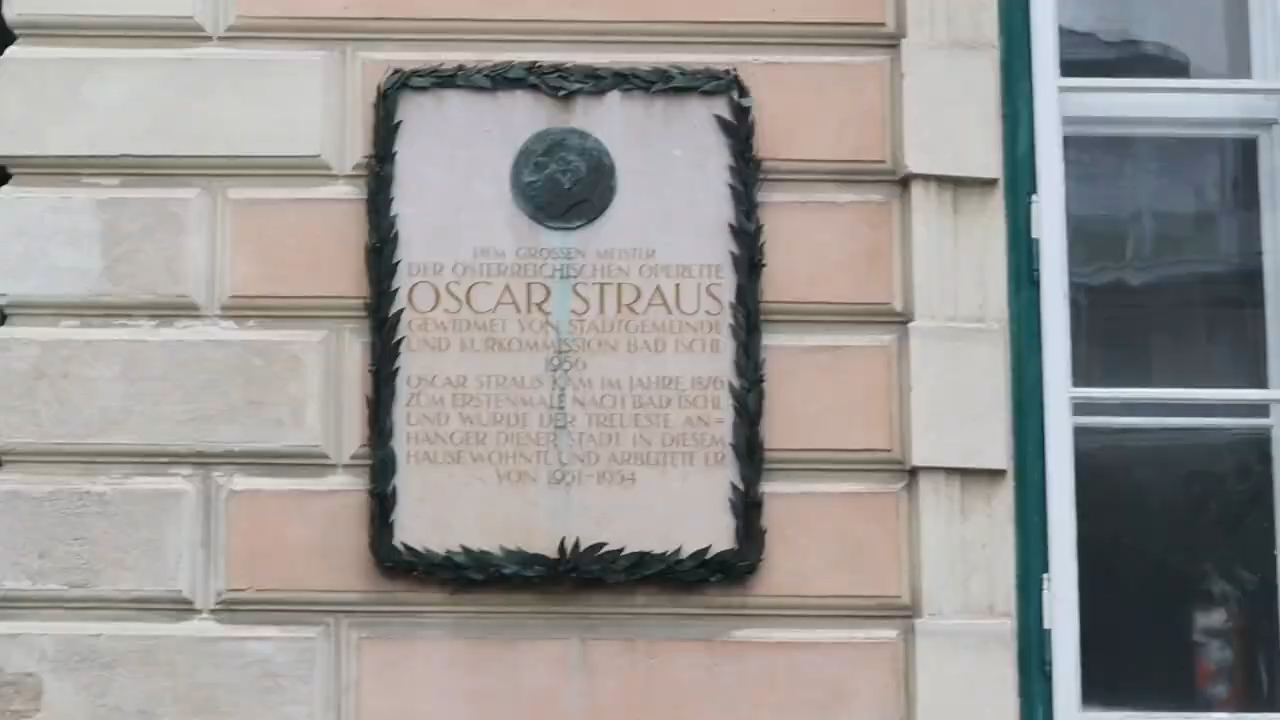 DEM GROSSEN MEISTER
DER ÖSTERREICHISCHEN OPERETTE
OSCAR STRAUS
GEWIDMET VON STADTGEMEINDE
UND KURKOMMISSION BAD ISCHL
1956
OSCAR STRAUS KAM IM JAHRE 1876
ZUM ERSTENMALE NACH BAD ISCHL
UND WURDE DER TREUESTE AN=
HÄNGER DIESER STADT IN DIESEM
HAUSE WOHNTE UND ARBEITETE ER
VON 1951-1954